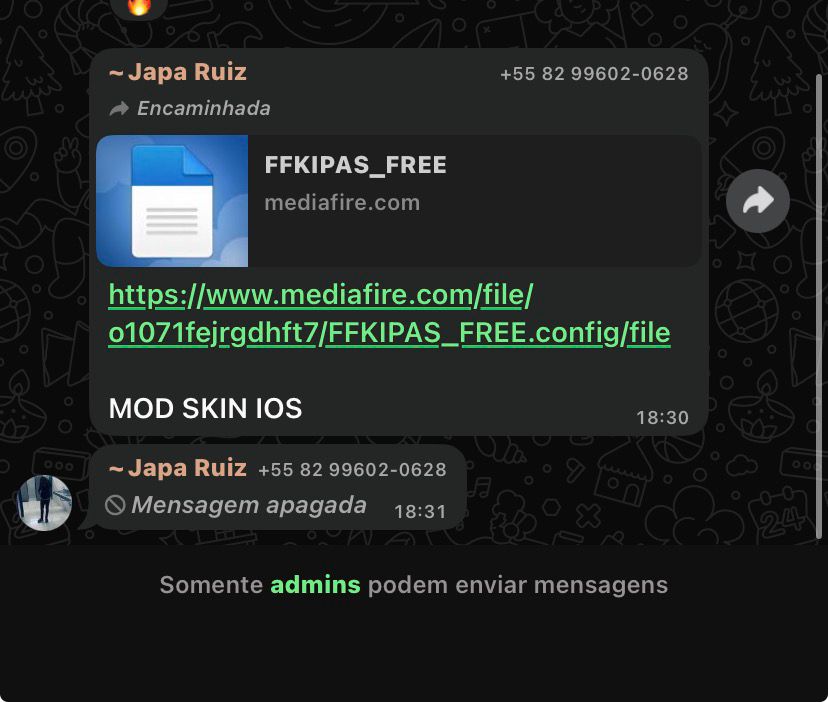 ~Japa Ruiz +55 82 99602-0628
Encaminhada
FFKIPAS_FREE
mediafire.com
https://www.mediafire.com/file/
o1071fejrgdhft7/FFKIPAS_FREE.config/file
MOD SKIN IOS
18:30
~Japa Ruiz +55 82 99602-0628
Mensagem apagada 18:31
Somente admins podem enviar mensagens